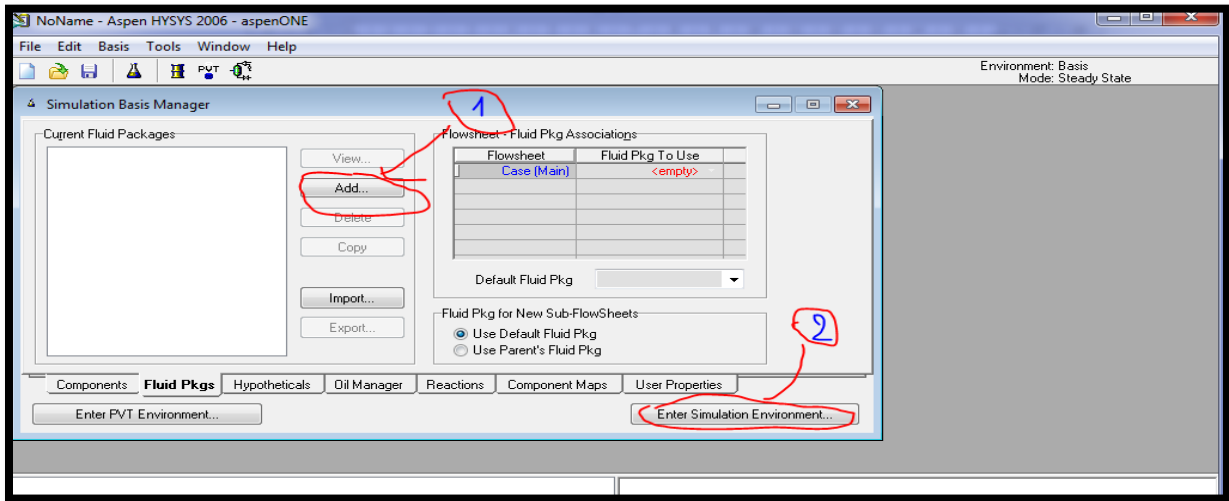 NoName - Aspen HYSYS 2006 - aspenONE
File Edit Basis Tools Window Help
PVT
Environment: Basis
Mode: Steady State
Simulation Basis Manager
1
Current Fluid Packages
Flowsheet - Fluid Pkg Associations
View...
Flowsheet Fluid Pkg To Use
Case (Main) <empty>
Add...
Delete
Copy
Default Fluid Pkg
Import...
Fluid Pkg for New Sub-FlowSheets
Export...
Use Default Fluid Pkg
2
Use Parent's Fluid Pkg
Components Fluid Pkgs Hypotheticals Oil Manager Reactions Component Maps User Properties
Enter PVT Environment... Enter Simulation Environment...